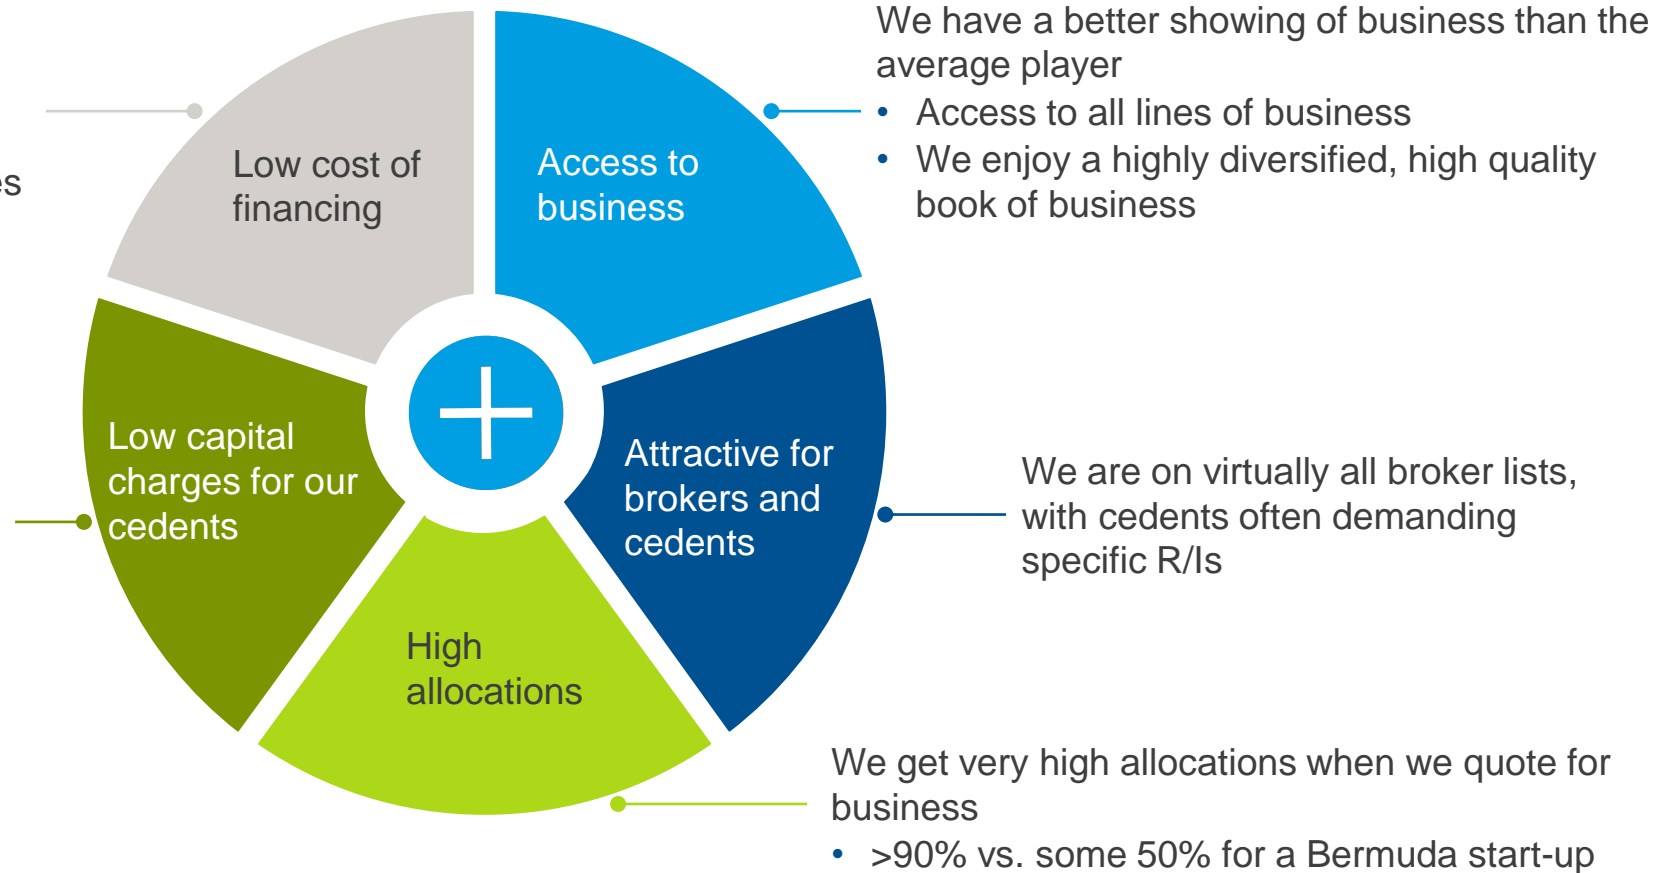 We have a better showing of business than the
average player
• Access to all lines of business
• We enjoy a highly diversified, high quality
book of business
Low cost of
financing
Access to
business
Low capital
charges for our
cedents
Attractive for
brokers and
cedents
We are on virtually all broker lists,
with cedents often demanding
specific R/Is
High
allocations
We get very high allocations when we quote for
business
• >90% vs. some 50% for a Bermuda start-up